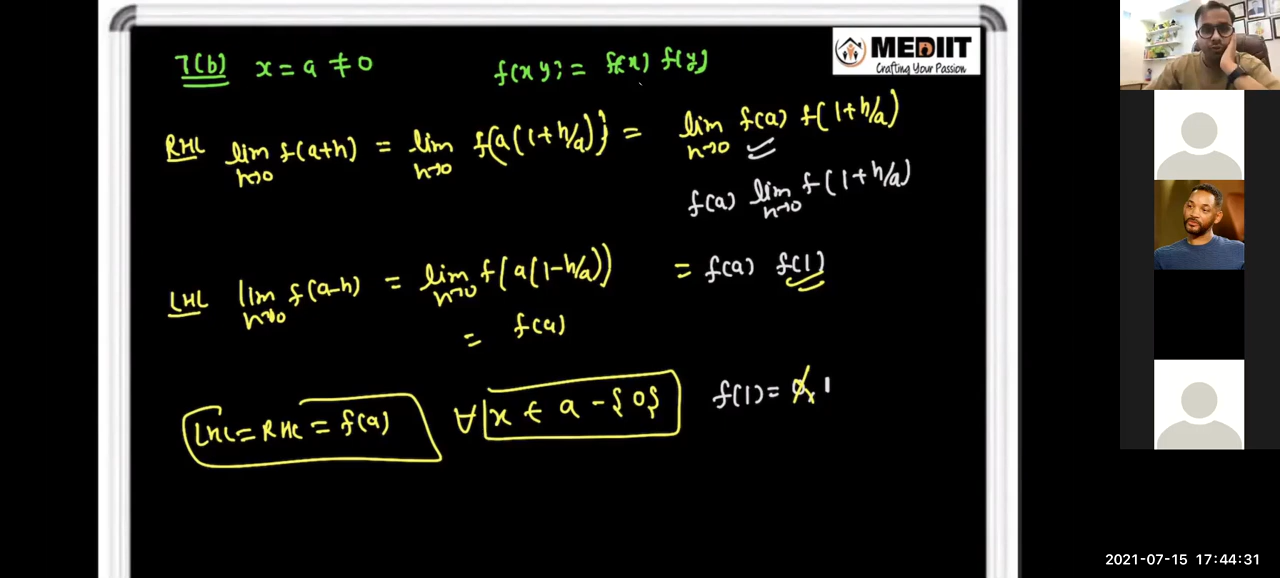 7(b) x = a ≠ 0 f(xy) = f(x) f(y)
MEDIIT
Crafting Your Passion
RHL lim h→0 f(a+h) = lim h→0 f{a(1+h/a)} = lim h→0 f(a) f(1+h/a)
f(a) lim h→0 f(1+h/a)
= f(a) f(1)
LHL lim h→0 f(a-h) = lim h→0 f(a(1-h/a))
= f(a)
LHL = RHL = f(a) ∀ x ∈ a - {0} f(1) = 1
2021-07-15 17:44:31